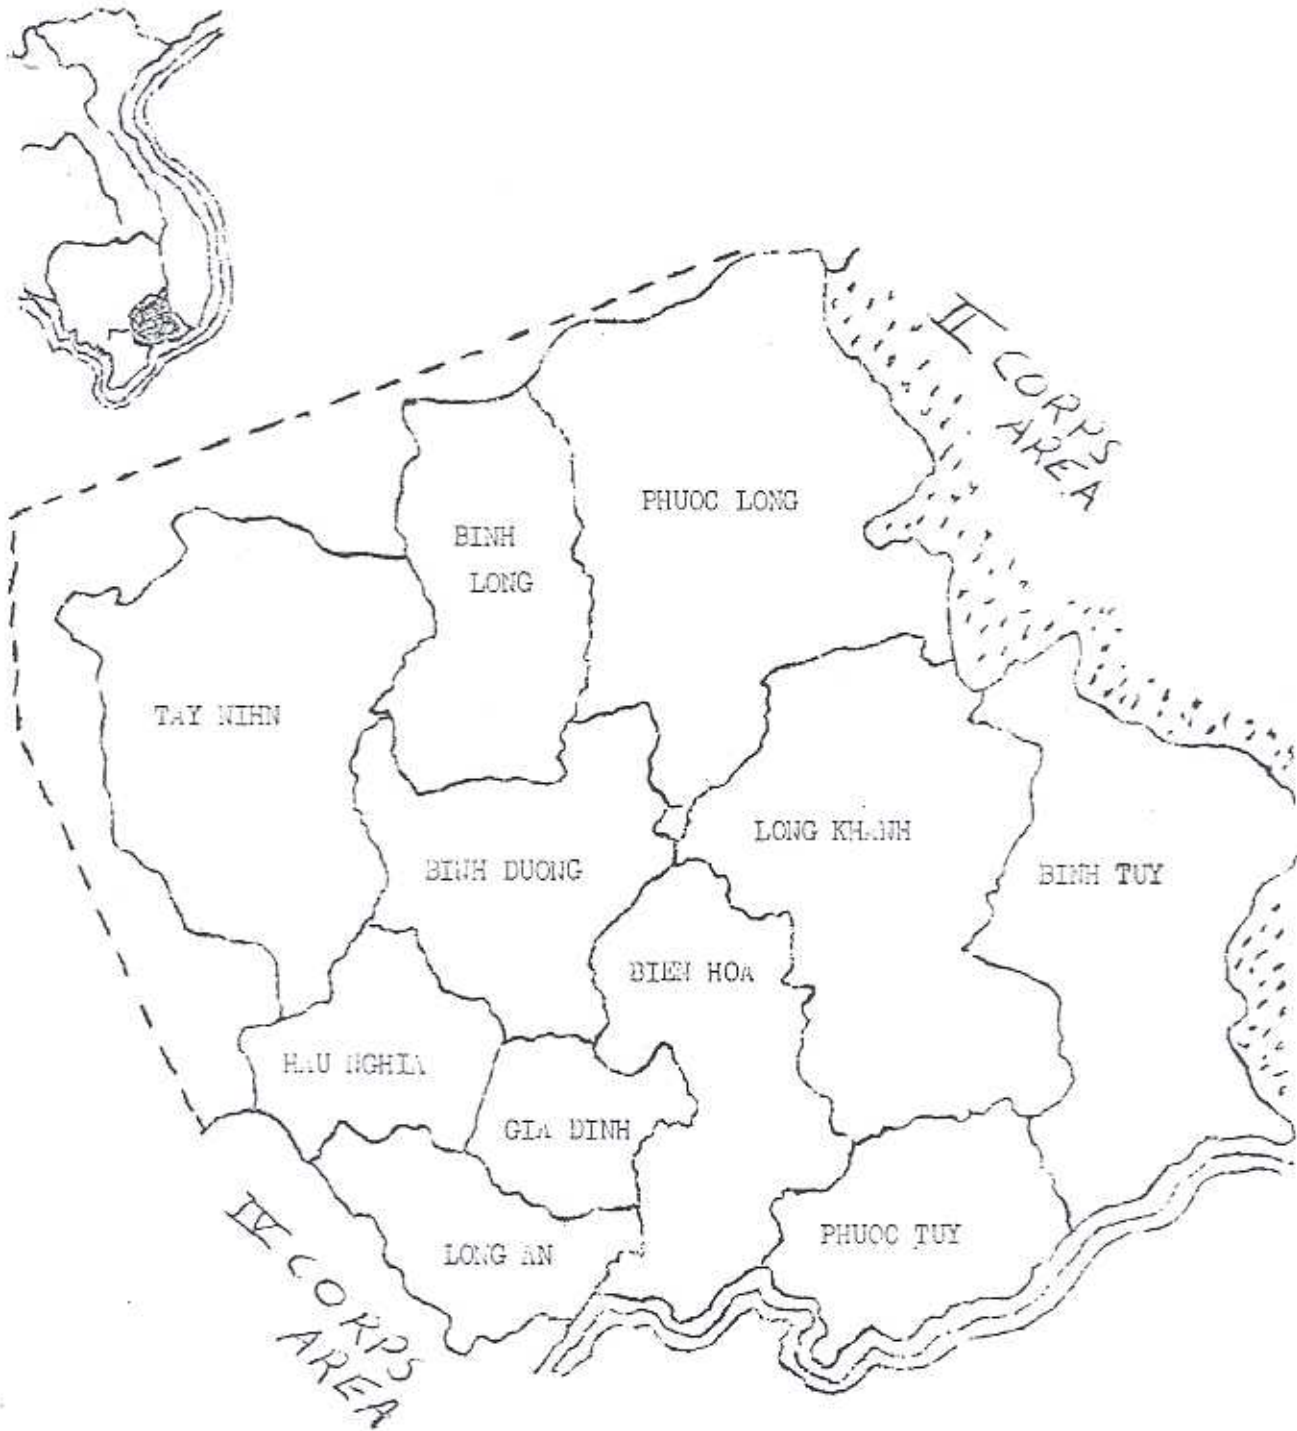 II CORPS
AREA
PHUOC LONG
BINH
LONG
TAY NIHN
LONG KHANH
BINH DUONG
BINH TUY
BIEN HOA
HAU NGHIA
GIA DINH
PHUOC TUY
LONG AN
IV CORPS
AREA